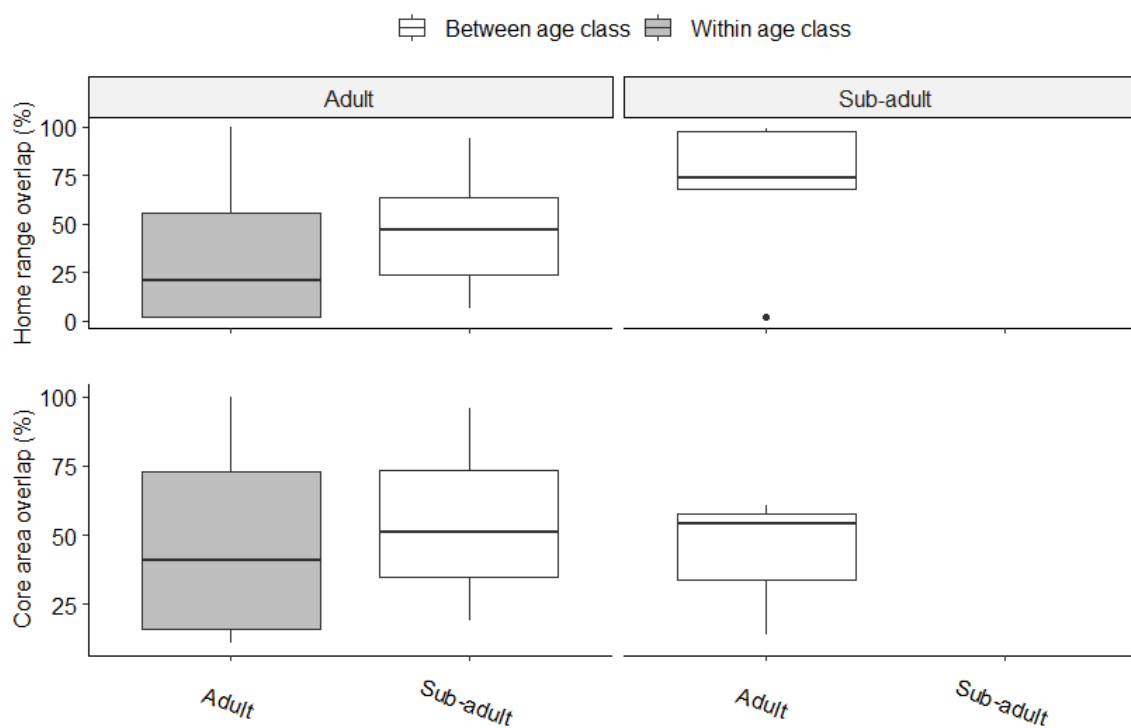 Between age class Within age class
Adult Sub-adult
Home range overlap (%)
100
75
50
25
0
Core area overlap (%)
100
75
50
25
Adult Sub-adult Adult Sub-adult